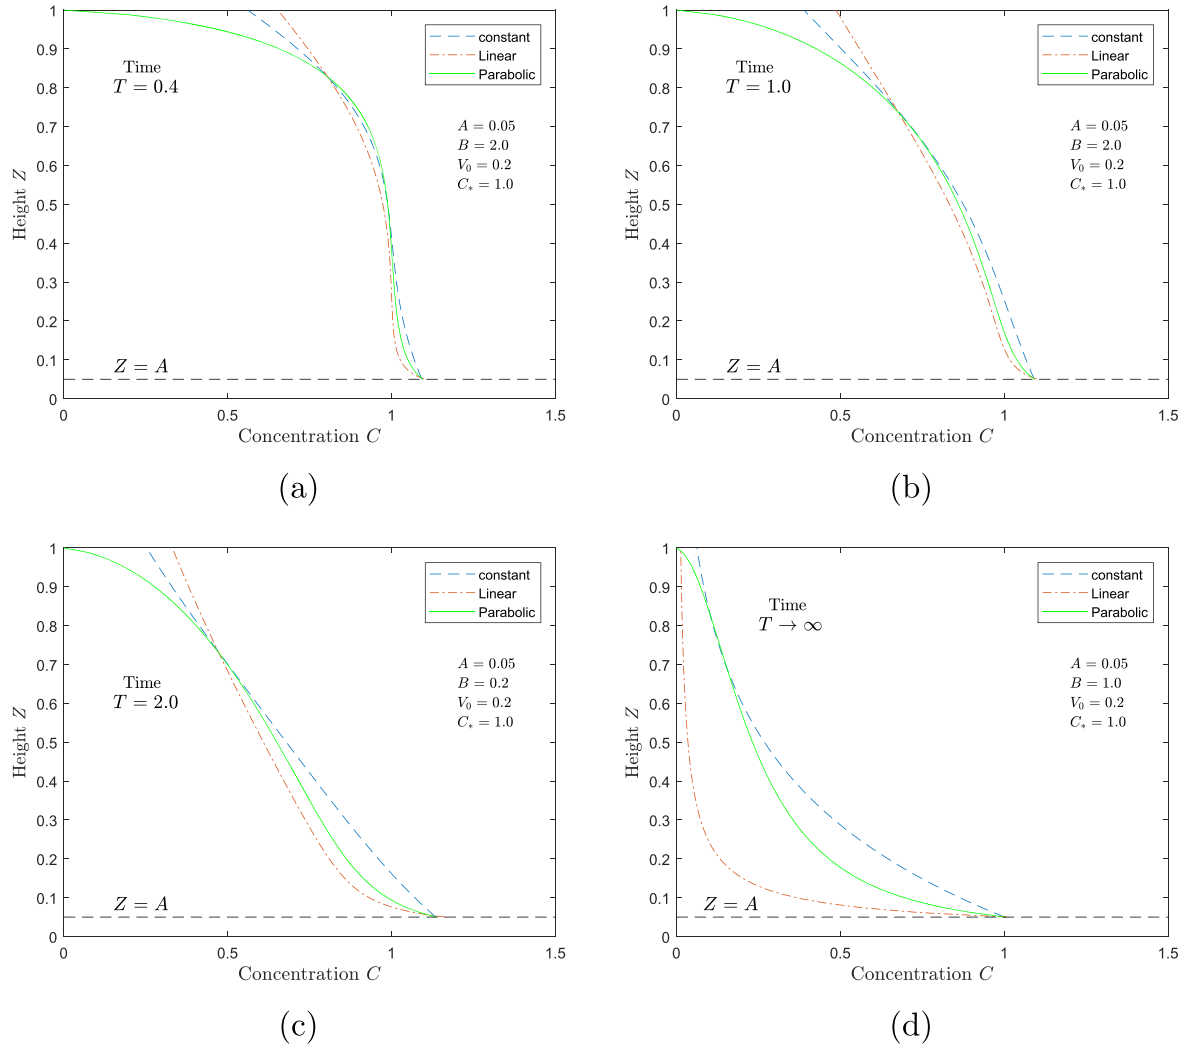 1
0.9
0.8
0.7
0.6
0.5
0.4
0.3
0.2
0.1
0
Height Z
Time
T = 0.4
constant
Linear
Parabolic
A = 0.05
B = 2.0
V₀ = 0.2
C* = 1.0
Z = A
0 0.5 1 1.5
Concentration C
(a)
1
0.9
0.8
0.7
0.6
0.5
0.4
0.3
0.2
0.1
0
Height Z
Time
T = 1.0
constant
Linear
Parabolic
A = 0.05
B = 2.0
V₀ = 0.2
C* = 1.0
Z = A
0 0.5 1 1.5
Concentration C
(b)
1
0.9
0.8
0.7
0.6
0.5
0.4
0.3
0.2
0.1
0
Height Z
Time
T = 2.0
constant
Linear
Parabolic
A = 0.05
B = 0.2
V₀ = 0.2
C* = 1.0
Z = A
0 0.5 1 1.5
Concentration C
(c)
1
0.9
0.8
0.7
0.6
0.5
0.4
0.3
0.2
0.1
0
Height Z
Time
T → ∞
constant
Linear
Parabolic
A = 0.05
B = 1.0
V₀ = 0.2
C* = 1.0
Z = A
0 0.5 1 1.5
Concentration C
(d)